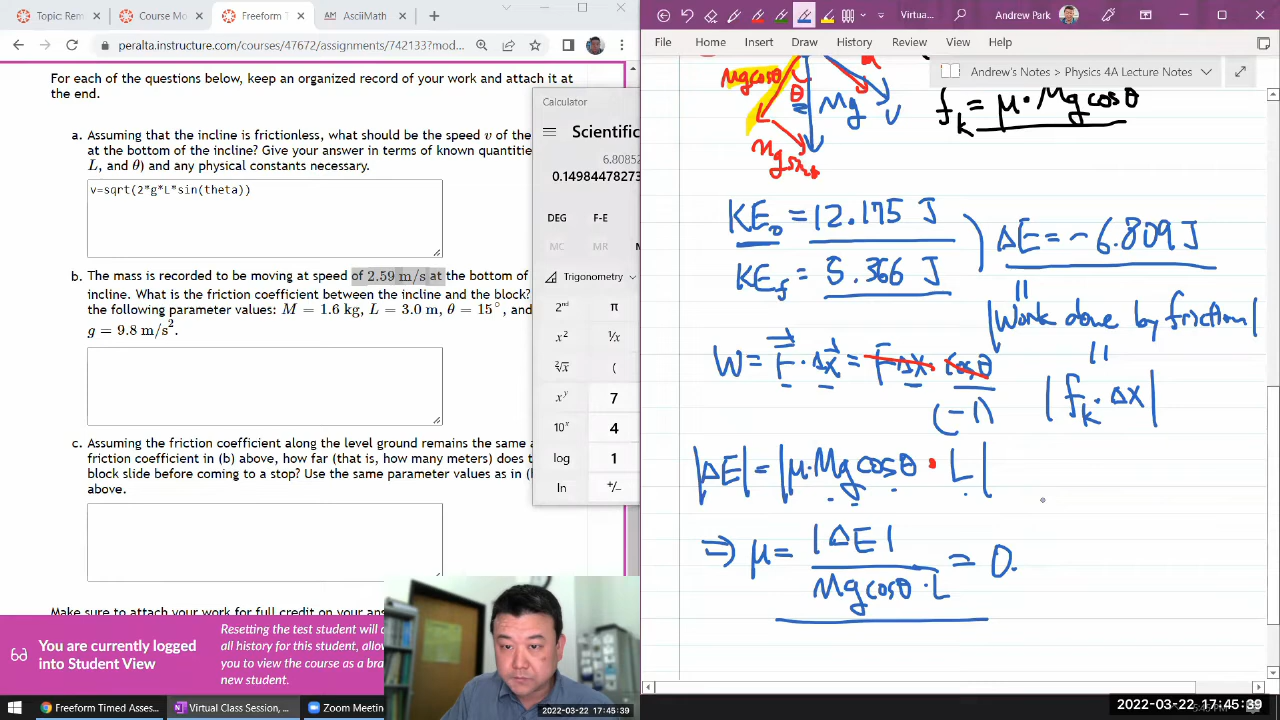 Topic Rem
Course Mo
Freeform T
AsciiMath
peralta.instructure.com/courses/47672/assignments/742133?mod...
For each of the questions below, keep an organized record of your work and attach it at
the end.
a. Assuming that the incline is frictionless, what should be the speed v of the
at the bottom of the incline? Give your answer in terms of known quantitie
L, and θ) and any physical constants necessary.
v=sqrt(2*g*L*sin(theta))
b. The mass is recorded to be moving at speed of 2.59 m/s at the bottom of
incline. What is the friction coefficient between the incline and the block?
the following parameter values: M = 1.6 kg, L = 3.0 m, θ = 15°, and
g = 9.8 m/s².
c. Assuming the friction coefficient along the level ground remains the same
friction coefficient in (b) above, how far (that is, how many meters) does t
block slide before coming to a stop? Use the same parameter values as in (
above.
Make sure to attach your work for full credit on your ans
You are currently logged
into Student View
Resetting the test student will c
all history for this student, allow
you to view the course as a bra
new student.
Calculator
Scientific
6.80852
0.14984478273
DEG F-E
MC MR
Trigonometry
2nd π
x² ¹/x
²√x (
xʸ 7
10ˣ 4
log 1
ln +/-
Virtua...
Andrew Park
File Home Insert Draw History Review View Help
Andrew's Notes > Physics 4A Lecture Notes
Mgcosθ
θ
Mg
v
Mgsinθ
f_k = μ·Mgcosθ
KE₀ = 12.175 J
KE_f = 5.366 J
ΔE = -6.809 J
Work done by friction
W = F·Δx = FΔx·cosθ
(-1)
|f_k·Δx|
|ΔE| = |μ·Mgcosθ·L|
⇒ μ = |ΔE| / Mgcosθ·L = 0.
Freeform Timed Asses...
Virtual Class Session, ...
Zoom Meeting
2022-03-22 17:45:39
2022-03-22 17:45:39